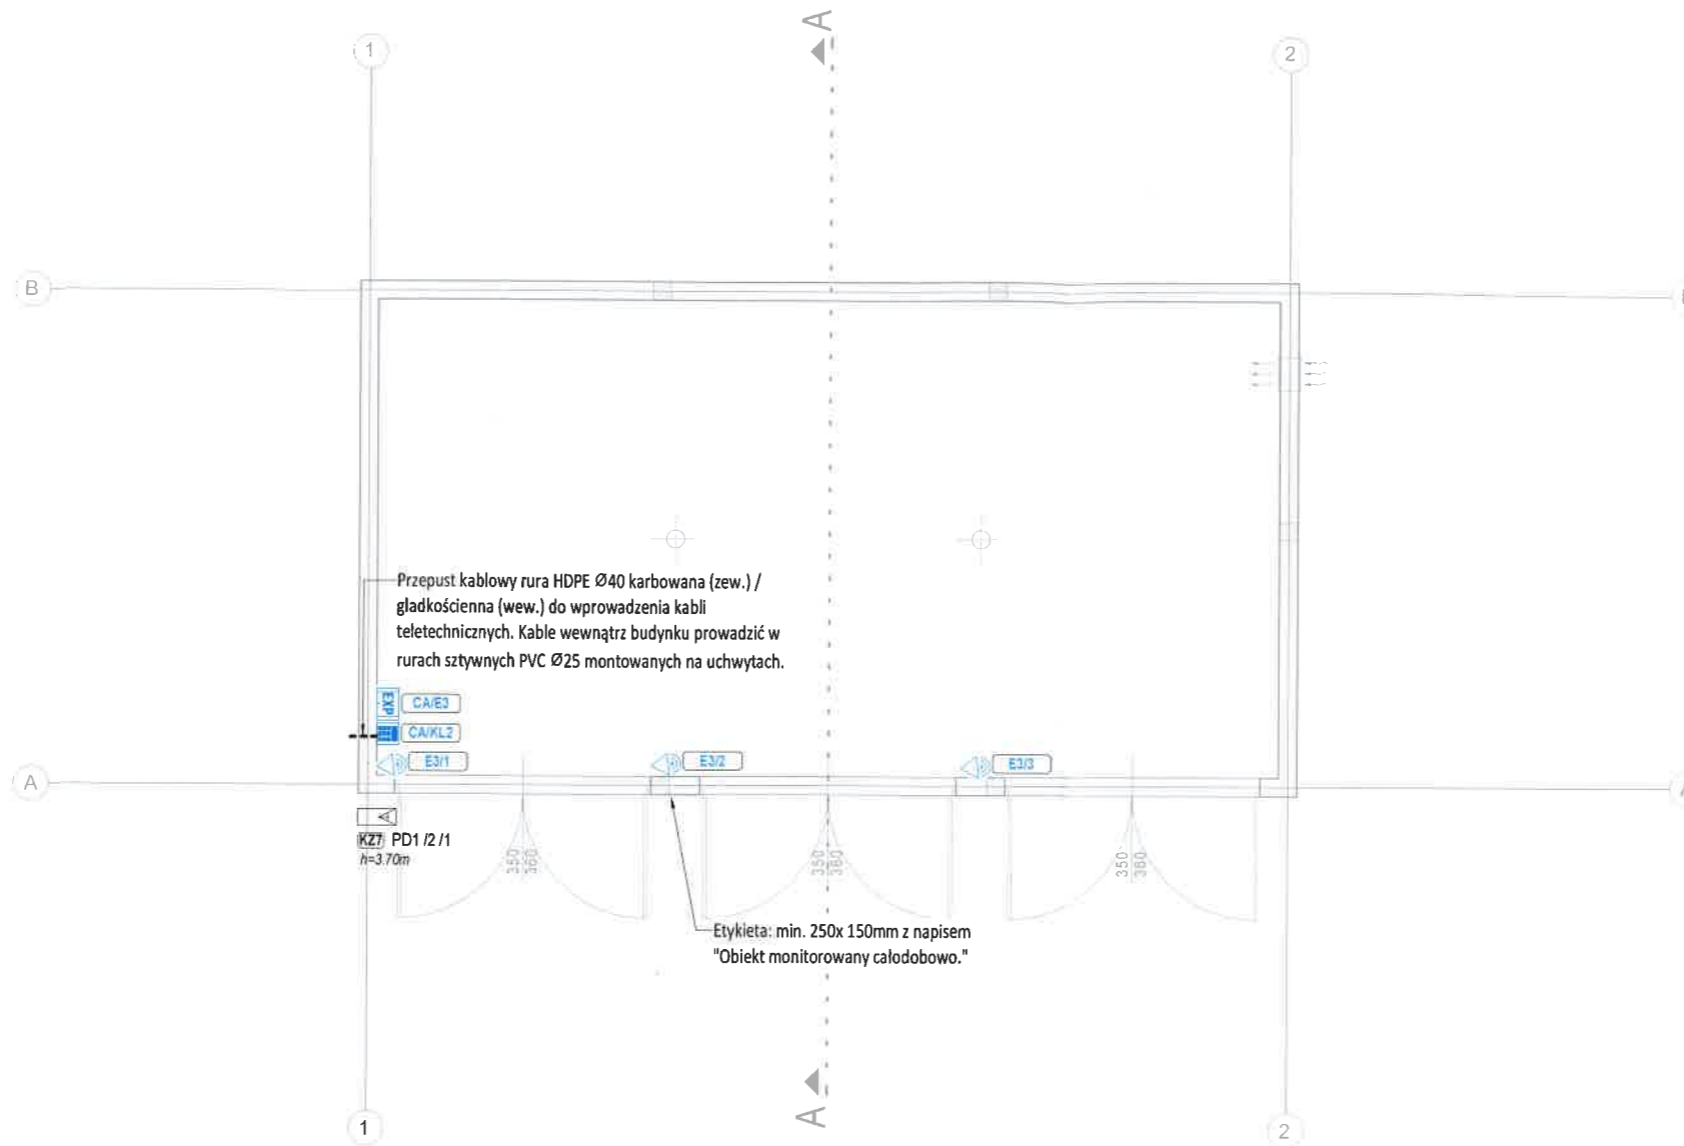 A
1
2
B
Przepust kablowy rura HDPE Ø40 karbowana (zew.) /
gladkościenna (wew.) do wprowadzenia kabli
teletechnicznych. Kable wewnątrz budynku prowadzić w
rurach sztywnych PVC Ø25 montowanych na uchwytach.
EXP
CA/E3
CA/KL2
E3/1
E3/2
E3/3
A
KZ7 PD1 /2 /1
h=3.70m
350
360
350
360
350
360
Etykieta: min. 250x 150mm z napisem
"Obiekt monitorowany całodobowo."
A
1
2